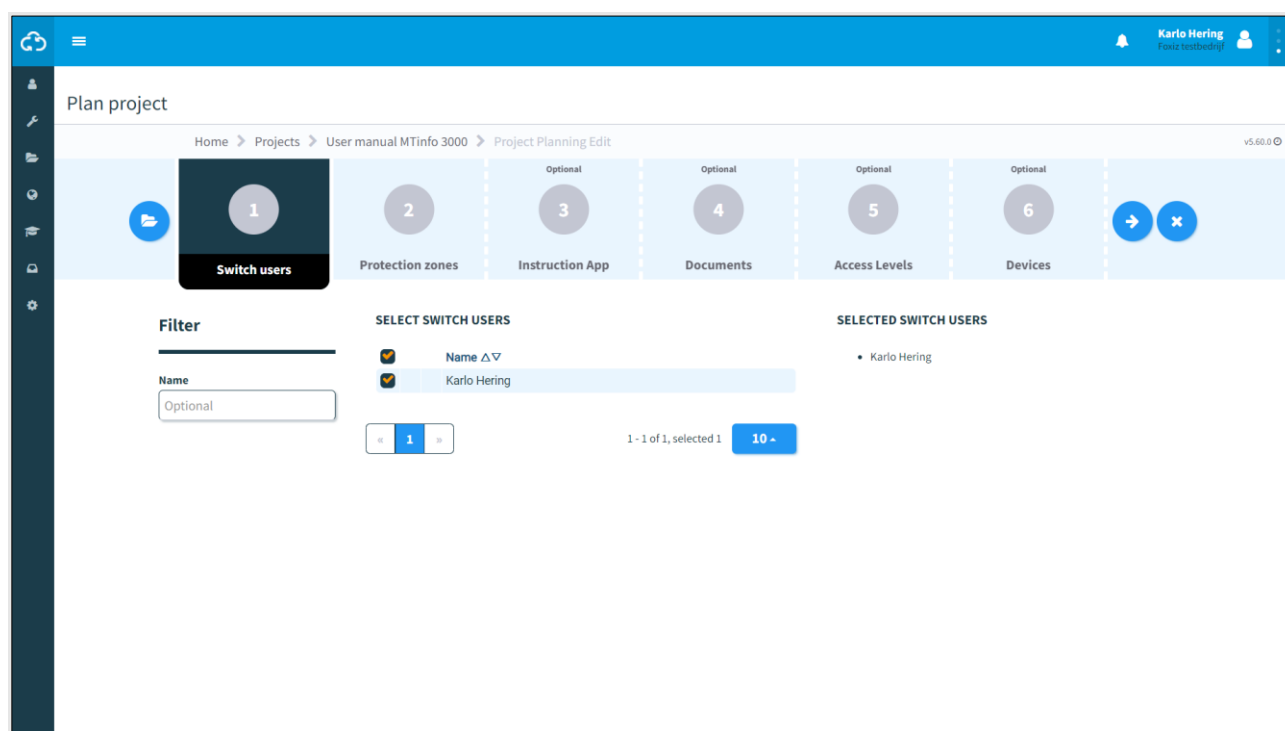 Karlo Hering
Foxiz testbedrijf
Plan project
Home Projects User manual MTinfo 3000 Project Planning Edit
v5.60.0
1
Switch users
2
Protection zones
Optional
3
Instruction App
Optional
4
Documents
Optional
5
Access Levels
Optional
6
Devices
Filter
Name
Optional
SELECT SWITCH USERS
Name
Karlo Hering
« 1 »
1 - 1 of 1, selected 1
10
SELECTED SWITCH USERS
• Karlo Hering